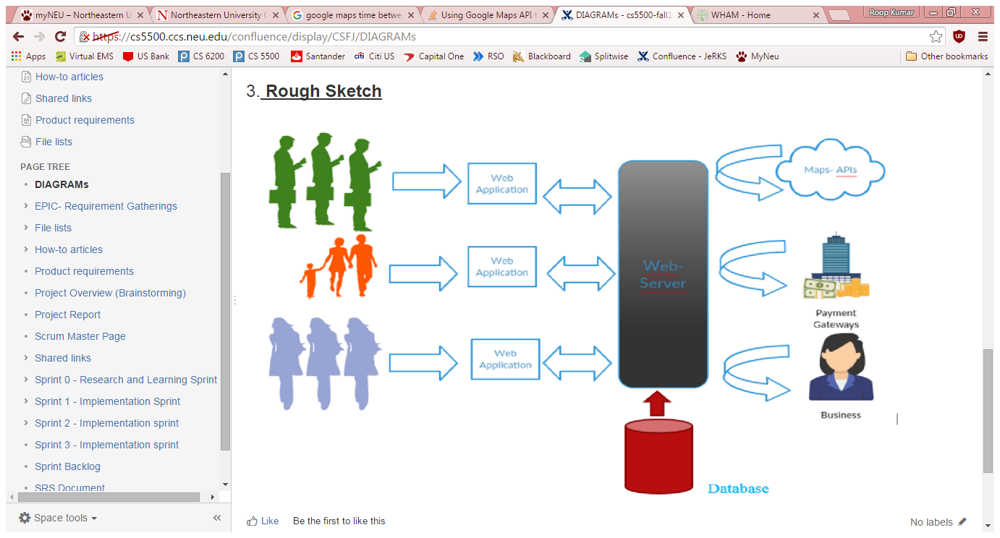 myNEU – Northeastern U
Northeastern University C
google maps time betwe
Using Google Maps API t
DIAGRAMs - cs5500-fall1
WHAM - Home
Roop Kumar
https://cs5500.ccs.neu.edu/confluence/display/CSFJ/DIAGRAMs
Apps
Virtual EMS
US Bank
CS 6200
CS 5500
Santander
citi
Citi US
Capital One
RSO
Blackboard
Splitwise
Confluence - JeRKS
MyNeu
Other bookmarks
How-to articles
Shared links
Product requirements
File lists
PAGE TREE
DIAGRAMs
EPIC- Requirement Gatherings
File lists
How-to articles
Product requirements
Project Overview (Brainstorming)
Project Report
Scrum Master Page
Shared links
Sprint 0 - Research and Learning Sprint
Sprint 1 - Implementation Sprint
Sprint 2 - Implementation sprint
Sprint 3 - Implementation sprint
Sprint Backlog
SRS Document
Space tools
3. Rough Sketch
Web
Application
Web
Application
Web
Application
Web-
Server
Maps- APIs
Payment
Gateways
Business
Database
Like
Be the first to like this
No labels